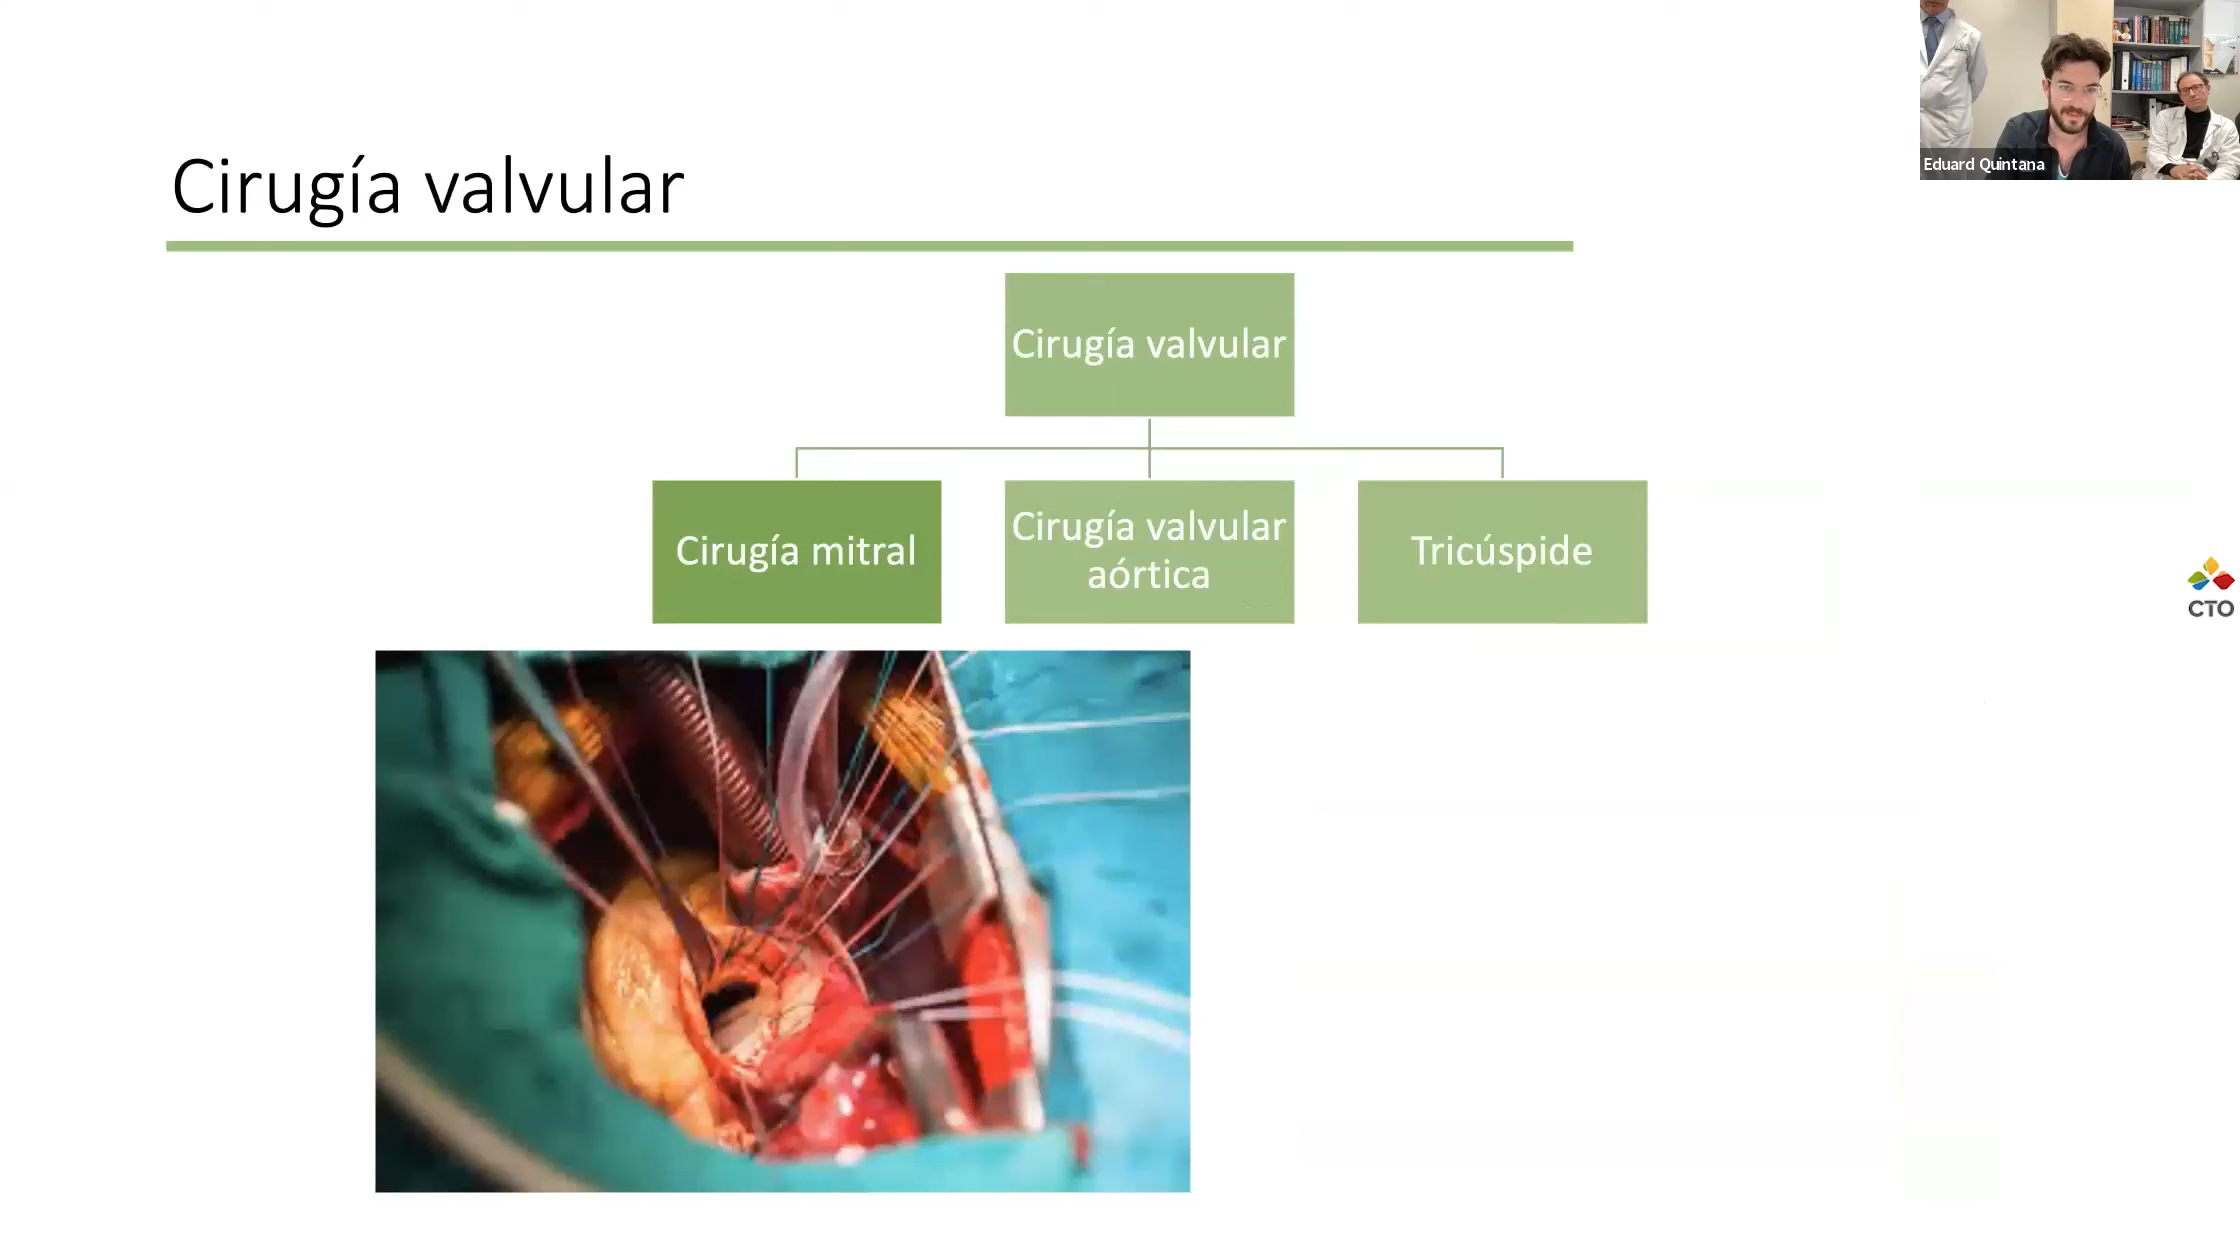 Eduard Quintana
Cirugía valvular
Cirugía valvular
Cirugía mitral
Cirugía valvular
aórtica
Tricúspide
CTO